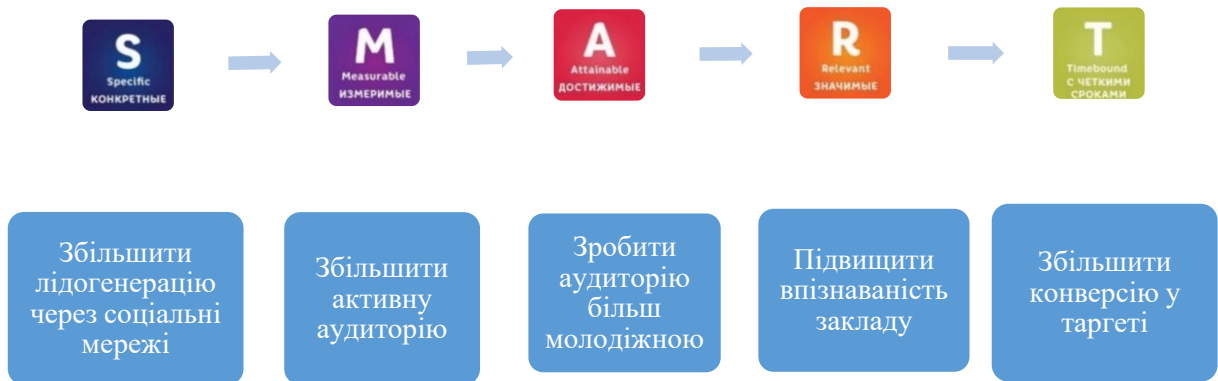 S
Specific
КОНКРЕТНЫЕ
M
Measurable
ИЗМЕРИМЫЕ
A
Attainable
ДОСТИЖИМЫЕ
R
Relevant
ЗНАЧИМЫЕ
T
Timebound
С ЧЕТКИМИ
СРОКАМИ
Збільшити
лідогенерацію
через соціальні
мережі
Збільшити
активну
аудиторію
Зробити
аудиторію
більш
молодіжною
Підвищити
впізнаваність
закладу
Збільшити
конверсію у
таргеті